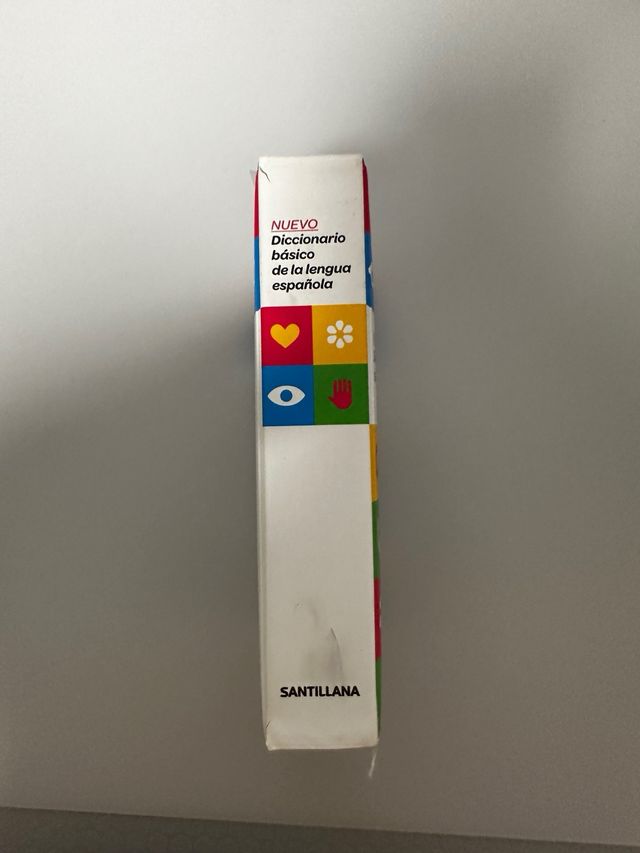 NUEVO
Diccionario
básico
de la lengua
española
SANTILLANA